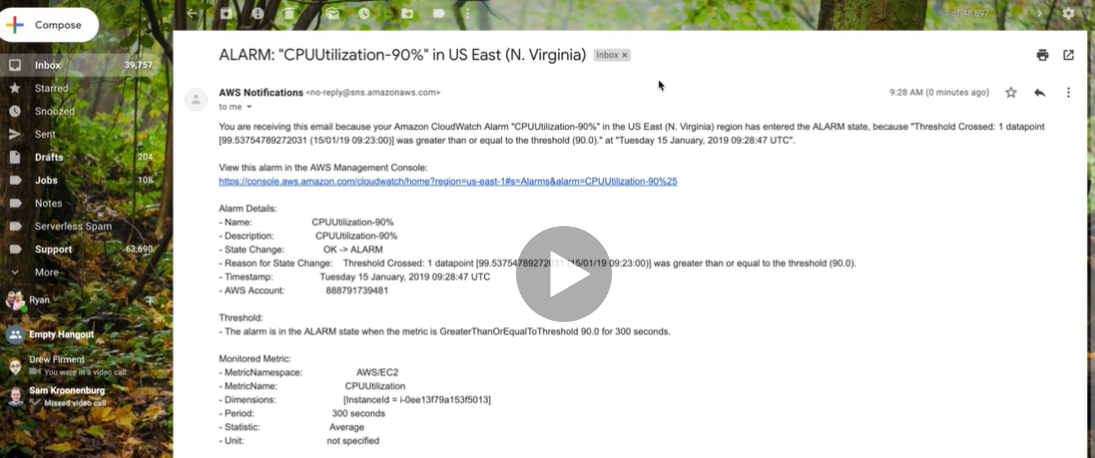 Compose
1 of 48,897
ALARM: "CPUUtilization-90%" in US East (N. Virginia) Inbox ×
Inbox 39,757
AWS Notifications <no-reply@sns.amazonaws.com> 9:28 AM (0 minutes ago)
Starred
to me
Snoozed
Sent
Drafts 204
Jobs 108
Notes
Serverless Spam
Support 63,690
More
Ryan
Empty Hangout
Drew Firment
You were in a video call
Sam Kroonenburg
Missed video call
You are receiving this email because your Amazon CloudWatch Alarm "CPUUtilization-90%" in the US East (N. Virginia) region has entered the ALARM state, because "Threshold Crossed: 1 datapoint
[99.53754789272031 (15/01/19 09:23:00)] was greater than or equal to the threshold (90.0)." at "Tuesday 15 January, 2019 09:28:47 UTC".
View this alarm in the AWS Management Console:
https://console.aws.amazon.com/cloudwatch/home?region=us-east-1#s=Alarms&alarm=CPUUtilization-90%25
Alarm Details:
- Name: CPUUtilization-90%
- Description: CPUUtilization-90%
- State Change: OK -> ALARM
- Reason for State Change: Threshold Crossed: 1 datapoint [99.53754789272031 (15/01/19 09:23:00)] was greater than or equal to the threshold (90.0).
- Timestamp: Tuesday 15 January, 2019 09:28:47 UTC
- AWS Account: 888791739481
Threshold:
- The alarm is in the ALARM state when the metric is GreaterThanOrEqualToThreshold 90.0 for 300 seconds.
Monitored Metric:
- MetricNamespace: AWS/EC2
- MetricName: CPUUtilization
- Dimensions: [InstanceId = i-0ee13f79a153f5013]
- Period: 300 seconds
- Statistic: Average
- Unit: not specified